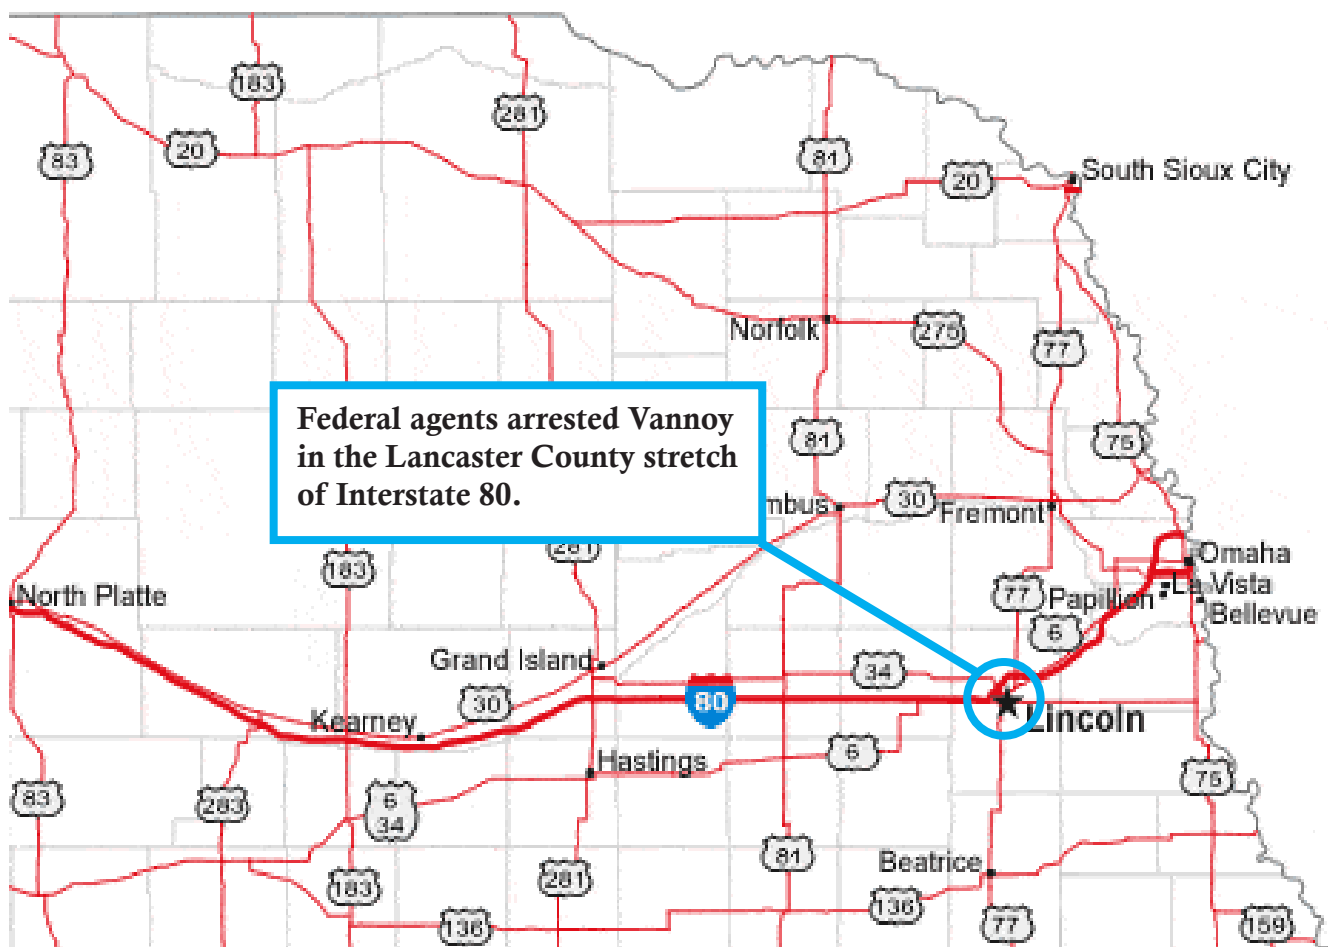 183
281
83
20
81
20
South Sioux City
Norfolk
275
77
Federal agents arrested Vannoy
in the Lancaster County stretch
of Interstate 80.
81
75
mbus
30
Fremont
281
183
Omaha
North Platte
77
Papillion
La Vista
Bellevue
6
Grand Island
34
30
80
Kearney
Lincoln
Hastings
6
83
283
6
34
75
81
Beatrice
183
281
136
136
77
159